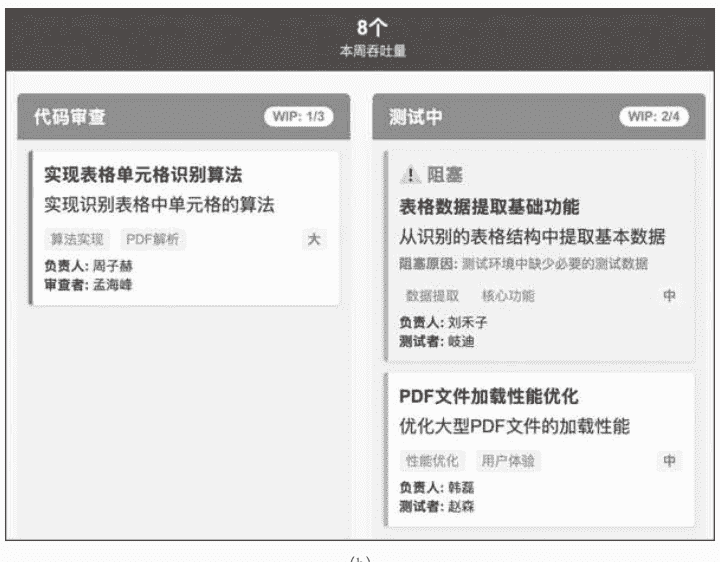 8个
本周吞吐量
代码审查
WIP: 1/3
实现表格单元格识别算法
实现识别表格中单元格的算法
算法实现 PDF解析 大
负责人: 周子赫
审查者: 孟海峰
测试中
WIP: 2/4
阻塞
表格数据提取基础功能
从识别的表格结构中提取基本数据
阻塞原因: 测试环境中缺少必要的测试数据
数据提取 核心功能 中
负责人: 刘禾子
测试者: 岐迪
PDF文件加载性能优化
优化大型PDF文件的加载性能
性能优化 用户体验 中
负责人: 韩磊
测试者: 赵森